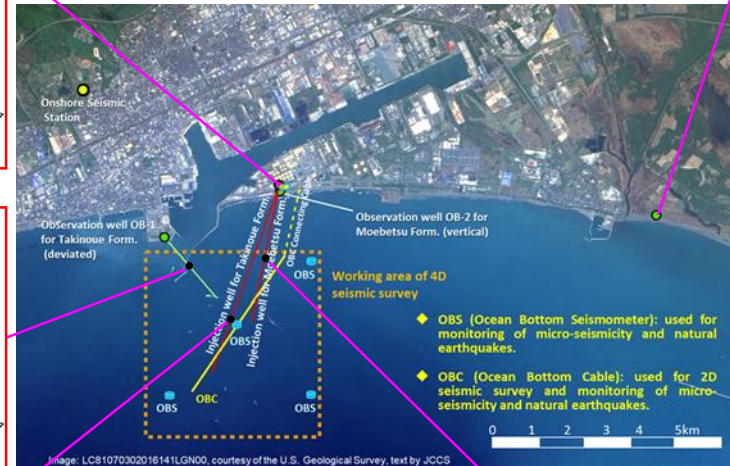 Onshore Seismic
Station
Observation well OB-1
for Takinoue Form.
(deviated)
Injection well for Takinoue Form.
Injection well for Moebetsu Form.
OBC Connecting Cable
Observation well OB-2 for
Moebetsu Form. (vertical)
Working area of 4D
seismic survey
OBS
OBS
OBC
OBS
OBS
◆ OBS (Ocean Bottom Seismometer): used for
monitoring of micro-seismicity and natural
earthquakes.
◆ OBC (Ocean Bottom Cable): used for 2D
seismic survey and monitoring of micro-
seismicity and natural earthquakes.
0 1 2 3 4 5km
Image: LC81070302016141LGN00, courtesy of the U.S. Geological Survey, text by JCCS